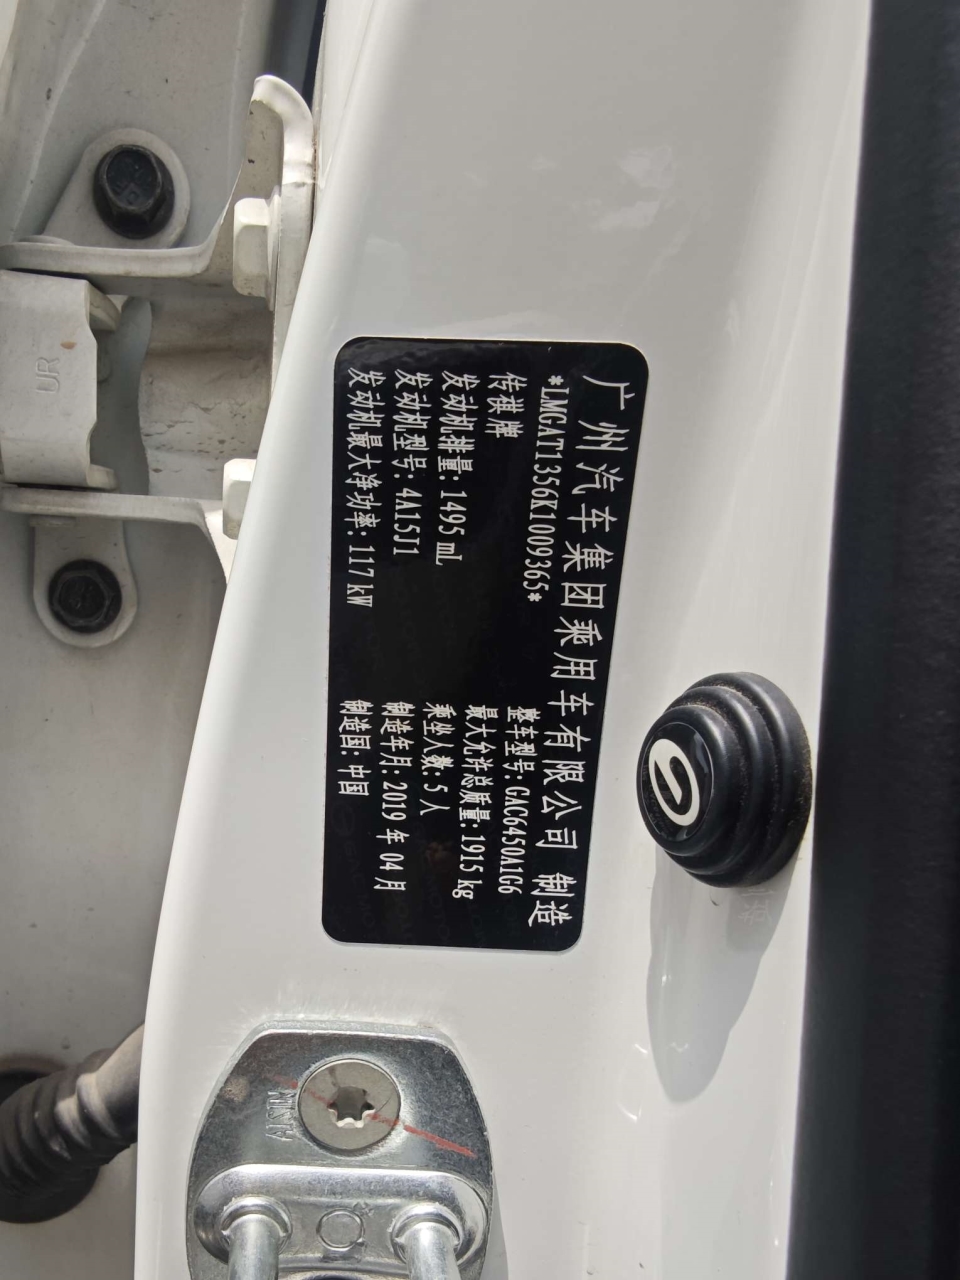 广州汽车集团乘用车有限公司 制造
*LMGAT1356K1009365*
传祺牌
整车型号:GAC6450A1G6
发动机排量:1495 mL
最大允许总质量:1915 kg
发动机型号:4A15J1
乘坐人数:5 人
发动机最大净功率:117 kW
制造年月:2019 年 04 月
制造国:中国
UR